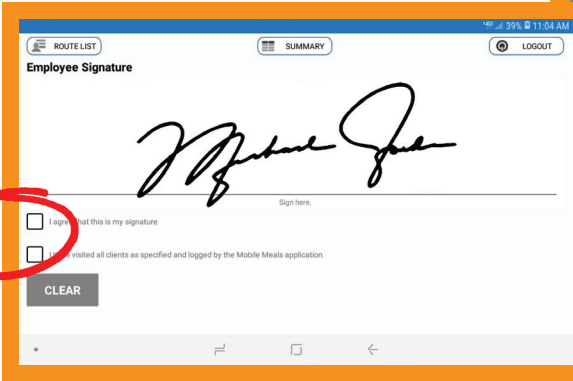 39% 11:04 AM
ROUTE LIST SUMMARY LOGOUT
Employee Signature
Michael
Sign here.
I agree that this is my signature
I have visited all clients as specified and logged by the Mobile Meals application
CLEAR